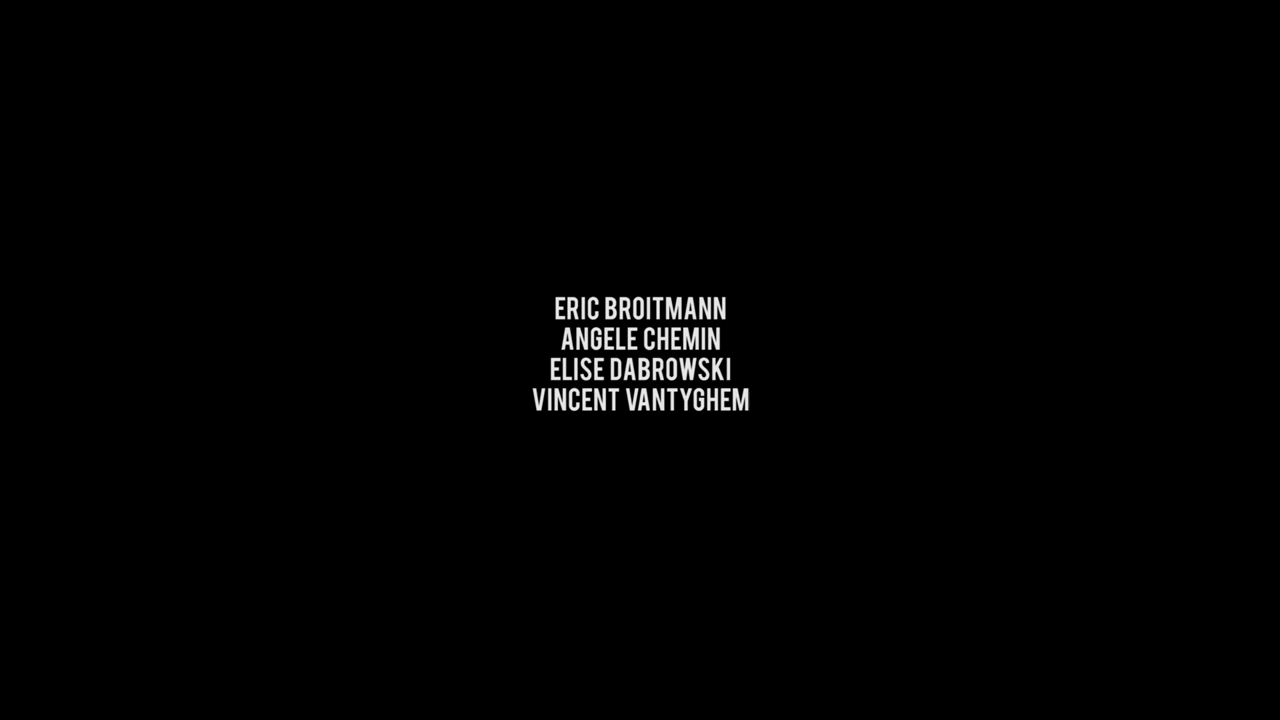 ERIC BROITMANN
ANGELE CHEMIN
ELISE DABROWSKI
VINCENT VANTYGHEM